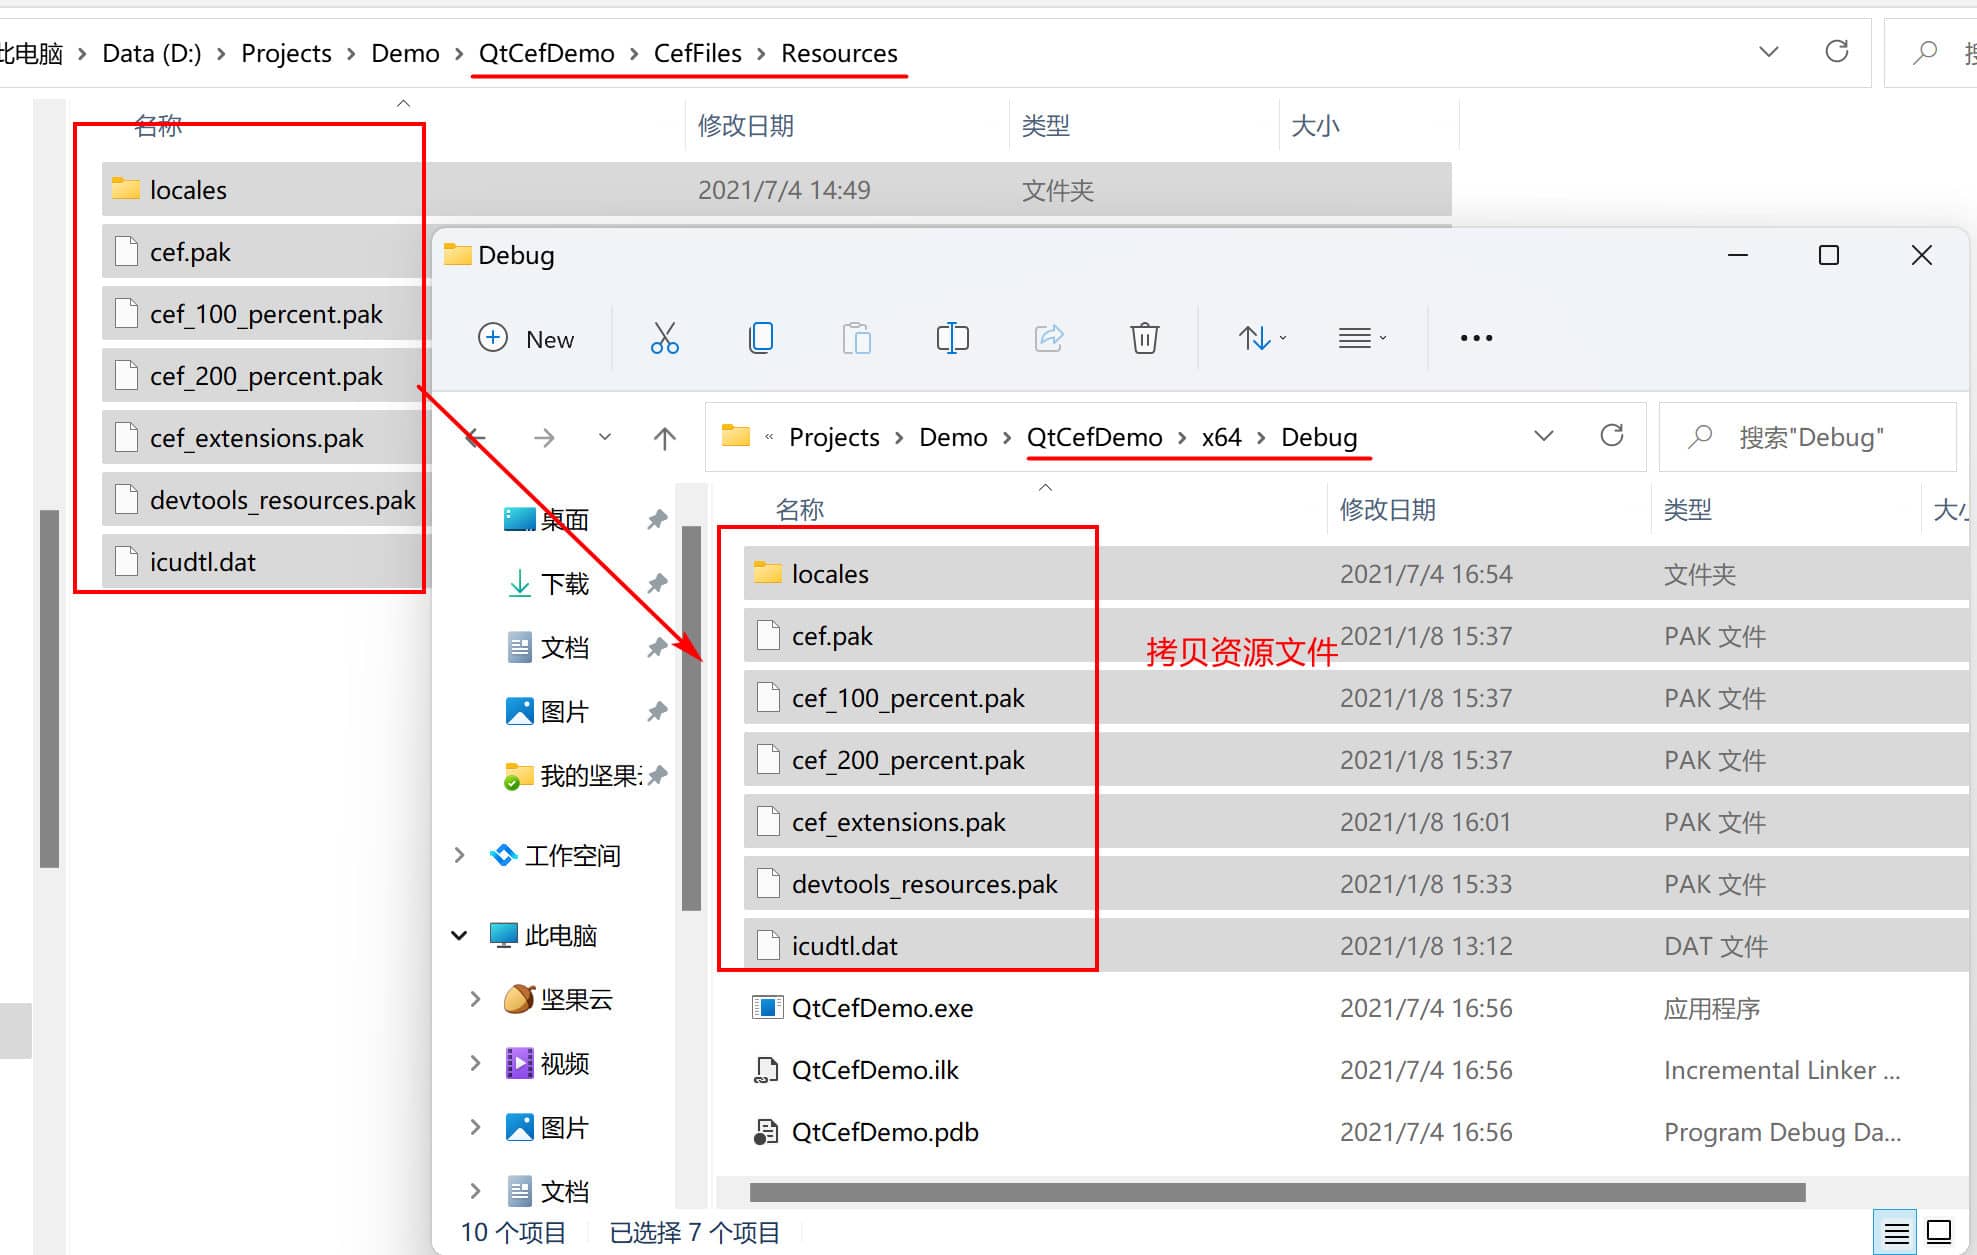 此电脑 > Data (D:) > Projects > Demo > QtCefDemo > CefFiles > Resources
名称 修改日期 类型 大小
locales 2021/7/4 14:49 文件夹
cef.pak
cef_100_percent.pak
cef_200_percent.pak
cef_extensions.pak
devtools_resources.pak
icudtl.dat
Debug
New
« Projects > Demo > QtCefDemo > x64 > Debug
搜索"Debug"
桌面
下载
文档
图片
我的坚果
工作空间
此电脑
坚果云
视频
图片
文档
名称 修改日期 类型
locales 2021/7/4 16:54 文件夹
cef.pak 2021/1/8 15:37 PAK 文件
拷贝资源文件
cef_100_percent.pak 2021/1/8 15:37 PAK 文件
cef_200_percent.pak 2021/1/8 15:37 PAK 文件
cef_extensions.pak 2021/1/8 16:01 PAK 文件
devtools_resources.pak 2021/1/8 15:33 PAK 文件
icudtl.dat 2021/1/8 13:12 DAT 文件
QtCefDemo.exe 2021/7/4 16:56 应用程序
QtCefDemo.ilk 2021/7/4 16:56 Incremental Linker ...
QtCefDemo.pdb 2021/7/4 16:56 Program Debug Da...
10 个项目 已选择 7 个项目